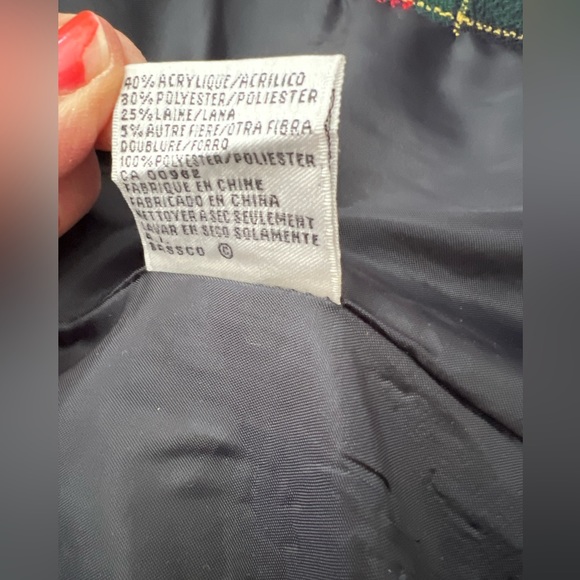 40% ACRYLIQUE/ACRILICO
30% POLYESTER/POLIESTER
25% LAINE/LANA
5% AUTRE FIBRE/OTRA FIBRA
DOUBLURE/FORRO
100% POLYESTER/POLIESTER
CA 00962
FABRIQUE EN CHINE
FABRICADO EN CHINA
NETTOYER A SEC SEULEMENT
LAVAR EN SECO SOLAMENTE
©